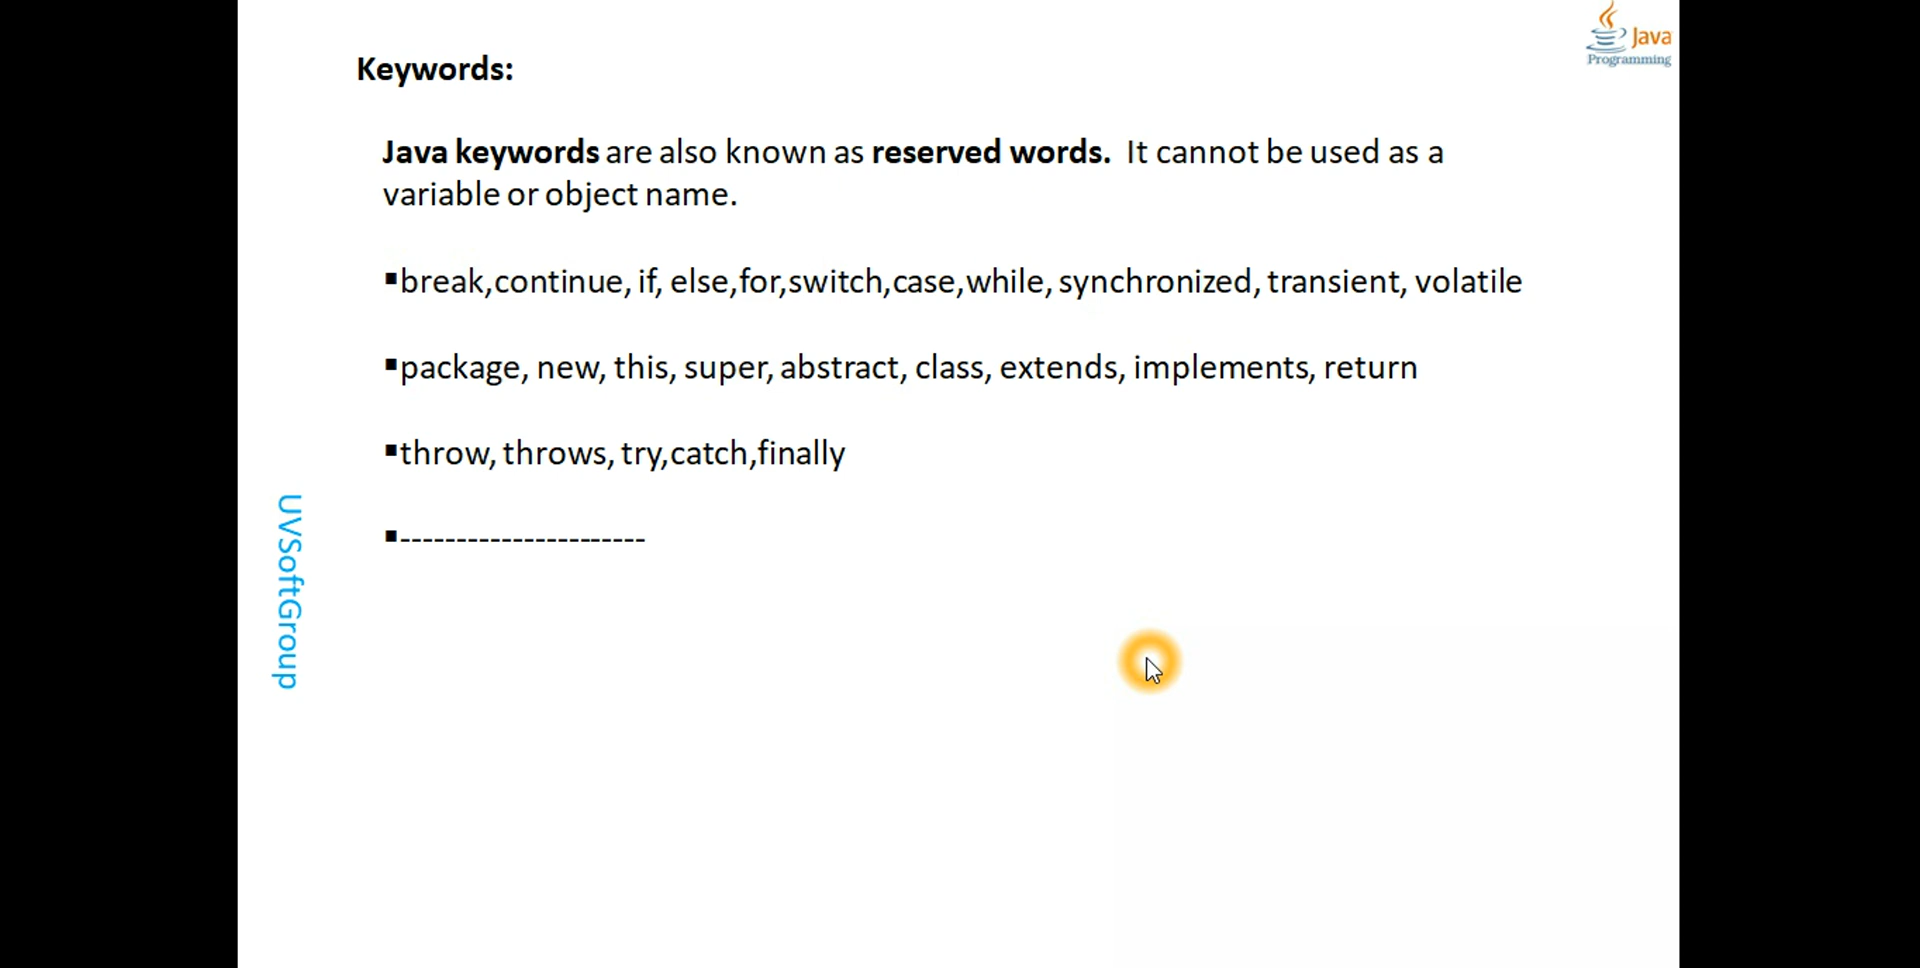 Java
Programming
Keywords:
Java keywords are also known as reserved words. It cannot be used as a
variable or object name.
▪break,continue, if, else,for,switch,case,while, synchronized, transient, volatile
▪package, new, this, super, abstract, class, extends, implements, return
▪throw, throws, try,catch,finally
▪----------------------
UVSoftGroup